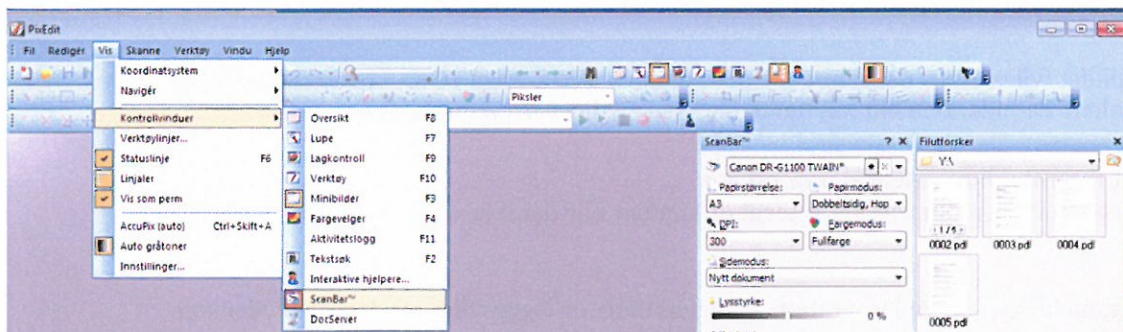 PixEdit
Fil Redigér Vis Skanne Verktøy Vindu Hjelp
Koordinatsystem
Navigér
Kontrollvinduer
Verktøylinjer...
Statuslinje F6
Linjaler
Vis som perm
AccuPix (auto) Ctrl+Skift+A
Auto gråtoner
Innstillinger...
Oversikt F8
Lupe F7
Lagkontroll F9
Verktøy F10
Minibilder F3
Fargevelger F4
Aktivitetslogg F11
Tekstsøk F2
Interaktive hjelpere...
ScanBar™
DocServer
Piksler
ScanBar™ ? X
Canon DR-G1100 TWAIN*
Papirstørrelse: Papirmodus:
A3 Dobbeltsidig, Hop
DPI: Fargemodus:
300 Fullfarge
Sidemodus:
Nytt dokument
Lysstyrke:
0 %
Filutforsker X
Y:\
0002 pdf 0003 pdf 0004 pdf
0005 pdf